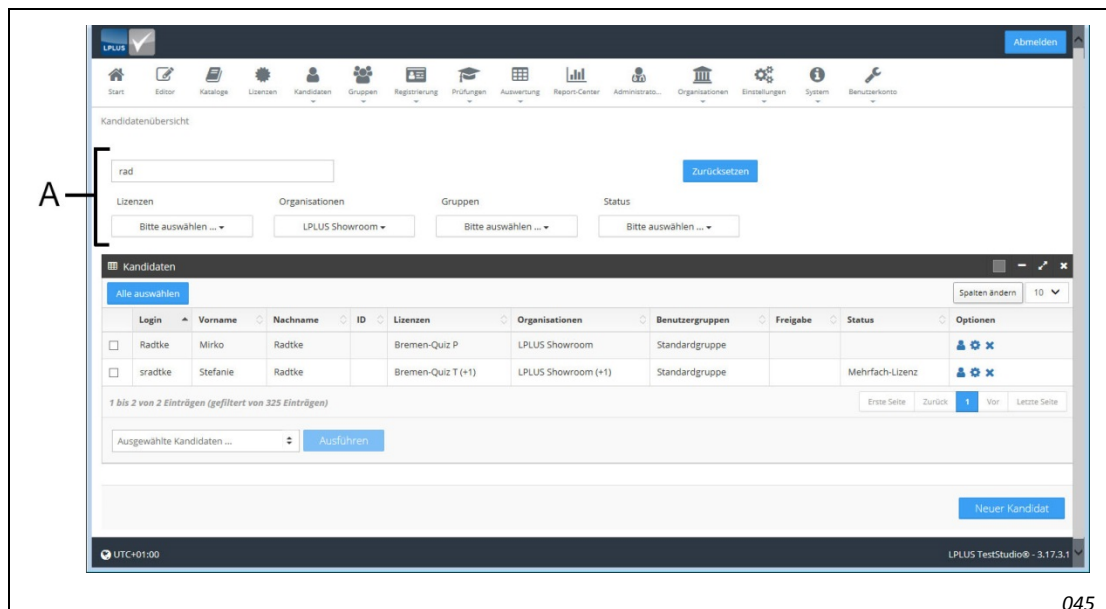 LPLUS
Abmelden
Start Editor Kataloge Lizenzen Kandidaten Gruppen Registrierung Prüfungen Auswertung Report-Center Administrato... Organisationen Einstellungen System Benutzerkonto
Kandidatenübersicht
A
rad
Zurücksetzen
Lizenzen Organisationen Gruppen Status
Bitte auswählen ... LPLUS Showroom Bitte auswählen ... Bitte auswählen ...
Kandidaten
Alle auswählen Spalten ändern 10
Login Vorname Nachname ID Lizenzen Organisationen Benutzergruppen Freigabe Status Optionen
Radtke Mirko Radtke Bremen-Quiz P LPLUS Showroom Standardgruppe
sradtke Stefanie Radtke Bremen-Quiz T (+1) LPLUS Showroom (+1) Standardgruppe Mehrfach-Lizenz
1 bis 2 von 2 Einträgen (gefiltert von 325 Einträgen) Erste Seite Zurück 1 Vor Letzte Seite
Ausgewählte Kandidaten ... Ausführen
Neuer Kandidat
UTC+01:00 LPLUS TestStudio® - 3.17.3.1
045